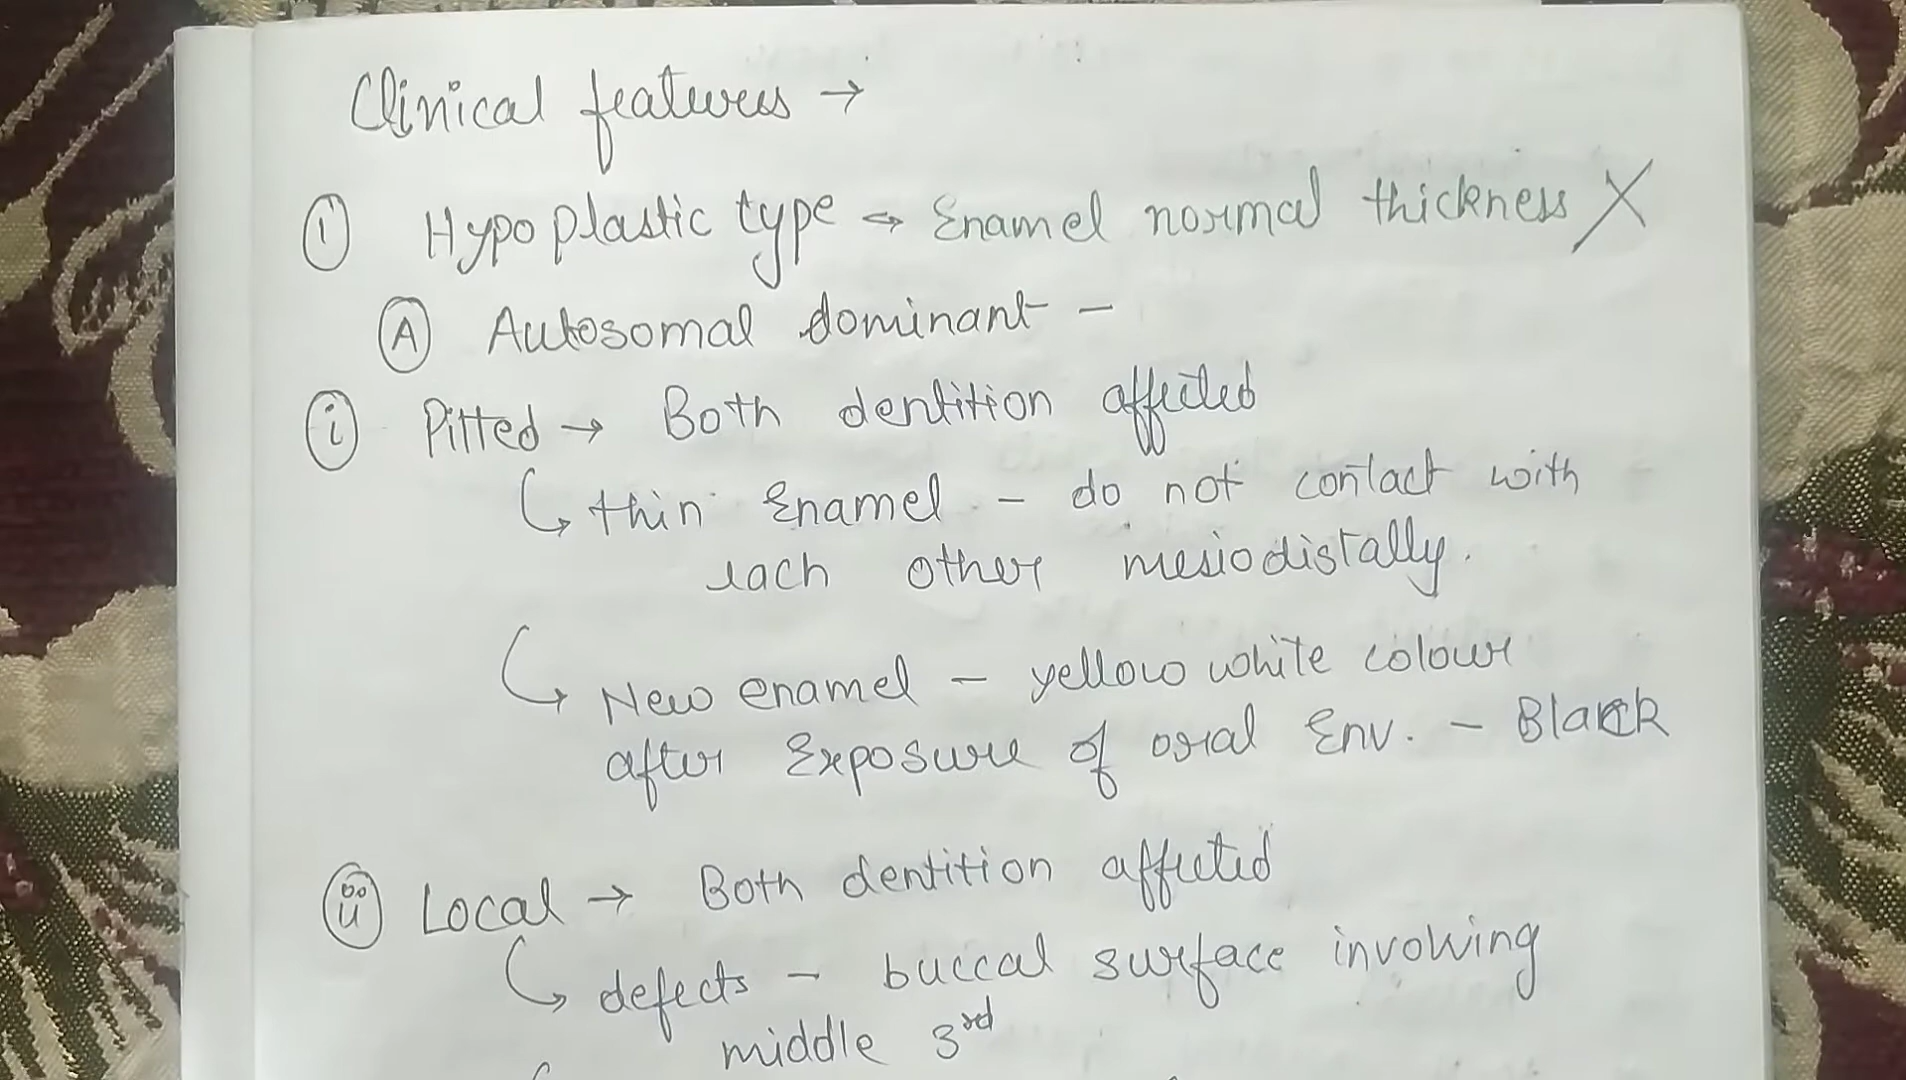 Clinical features →
① Hypoplastic type → Enamel normal thickness X
Ⓐ Autosomal dominant -
ⓘ Pitted → Both dentition affected
↳ thin Enamel - do not contact with
each other mesiodistally.
↳ New enamel - yellow white colour
after Exposure of oral Env. - Black
ⓘⓘ Local → Both dentition affected
↳ defects - buccal surface involving
middle 3rd